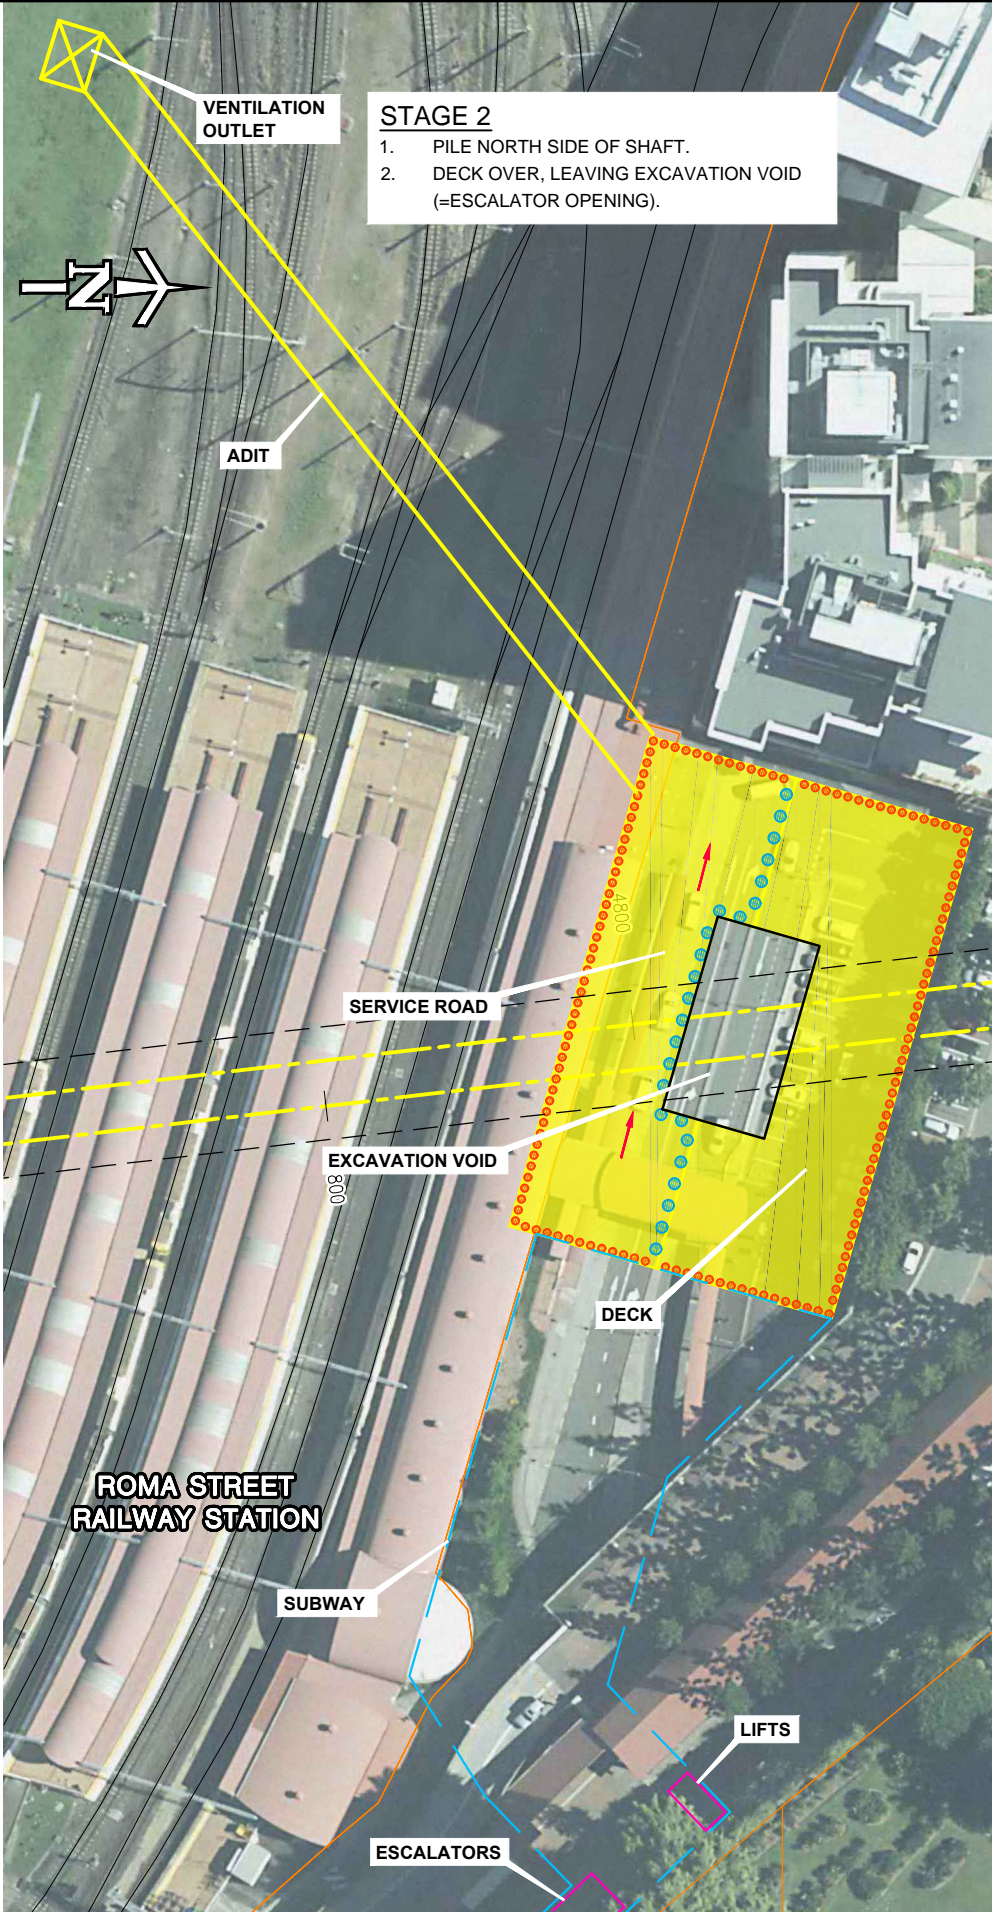 VENTILATION
OUTLET
STAGE 2
1. PILE NORTH SIDE OF SHAFT.
2. DECK OVER, LEAVING EXCAVATION VOID
(=ESCALATOR OPENING).
N
ADIT
4800
SERVICE ROAD
EXCAVATION VOID
800
DECK
ROMA STREET
RAILWAY STATION
SUBWAY
LIFTS
ESCALATORS